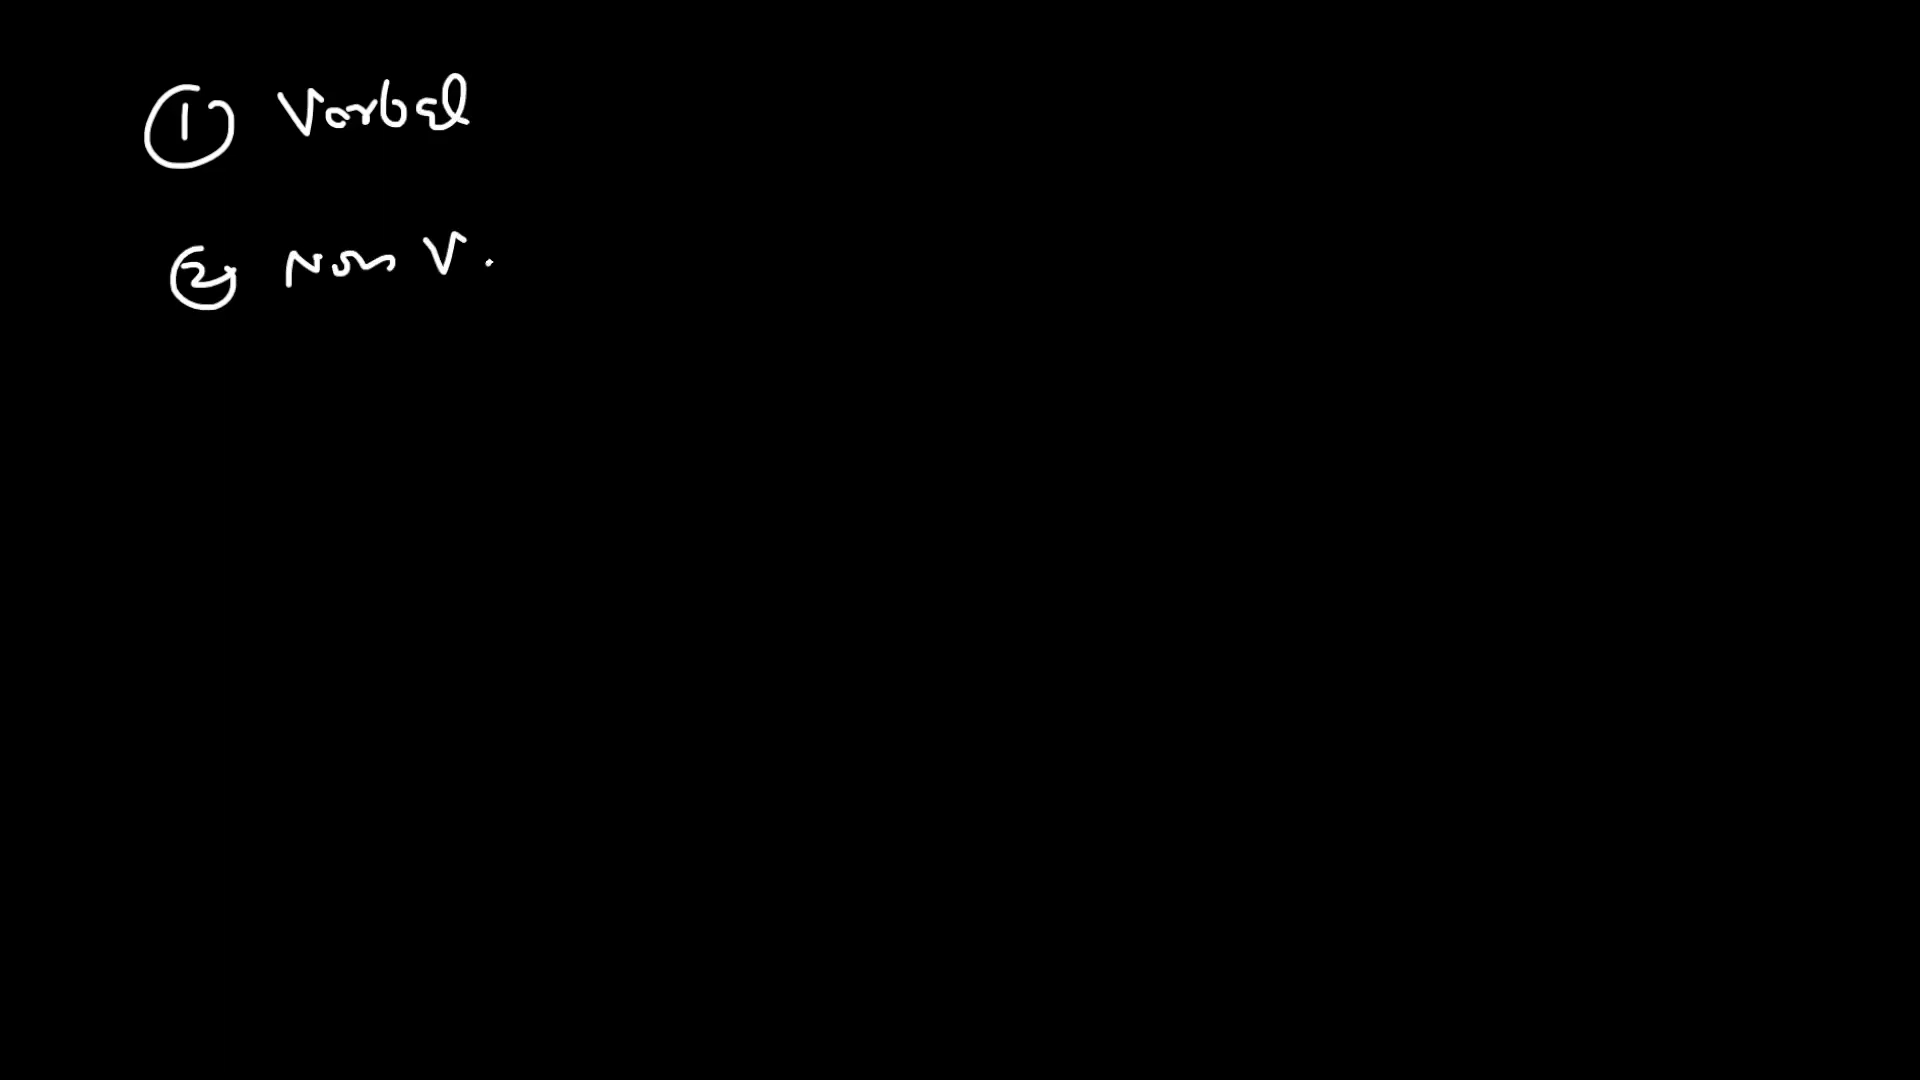 ① Verbal
② Non V.